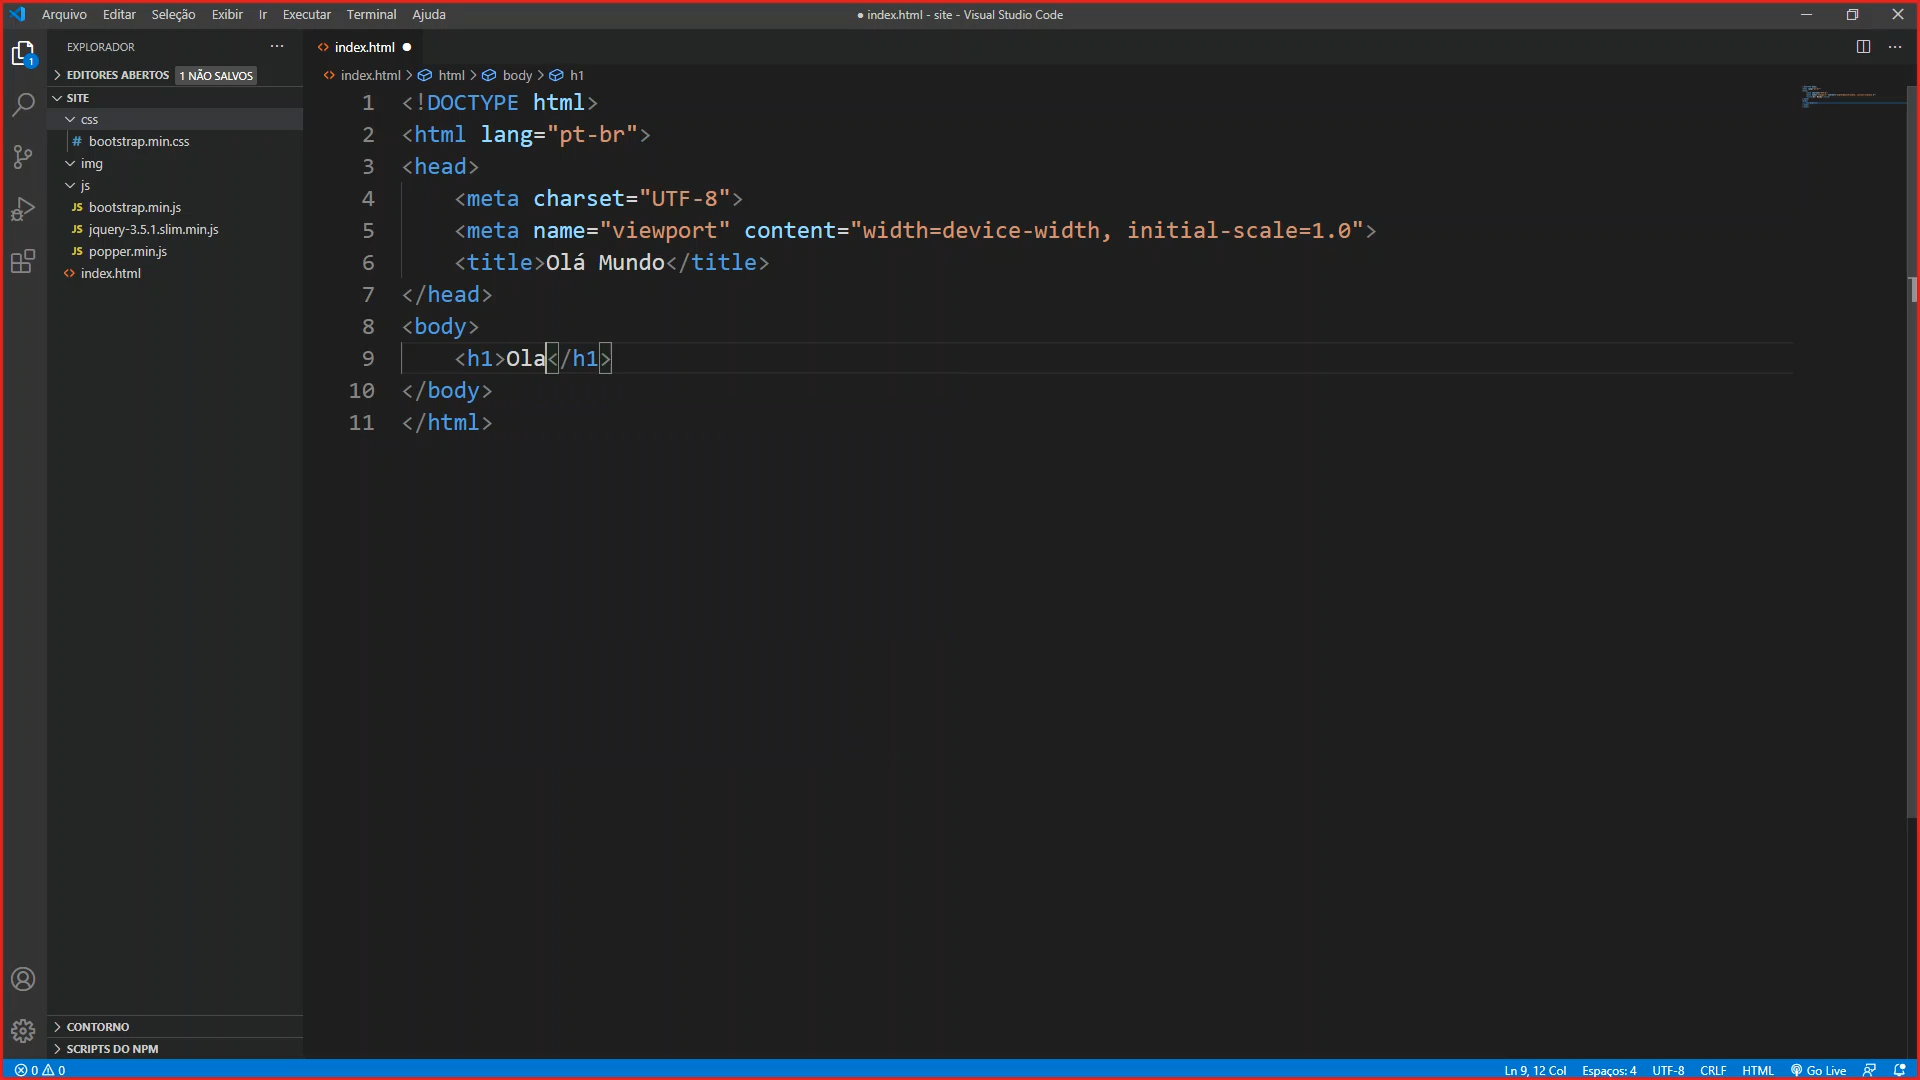 Arquivo Editar Seleção Exibir Ir Executar Terminal Ajuda
● index.html - site - Visual Studio Code
EXPLORADOR
index.html
EDITORES ABERTOS 1 NÃO SALVOS
index.html > html > body > h1
SITE
css
# bootstrap.min.css
img
js
JS bootstrap.min.js
JS jquery-3.5.1.slim.min.js
JS popper.min.js
<> index.html
1
1 <!DOCTYPE html>
2 <html lang="pt-br">
3 <head>
4 <meta charset="UTF-8">
5 <meta name="viewport" content="width=device-width, initial-scale=1.0">
6 <title>Olá Mundo</title>
7 </head>
8 <body>
9 <h1>Ola</h1>
10 </body>
11 </html>
CONTORNO
SCRIPTS DO NPM
0 0
Ln 9, 12 Col Espaços: 4 UTF-8 CRLF HTML Go Live